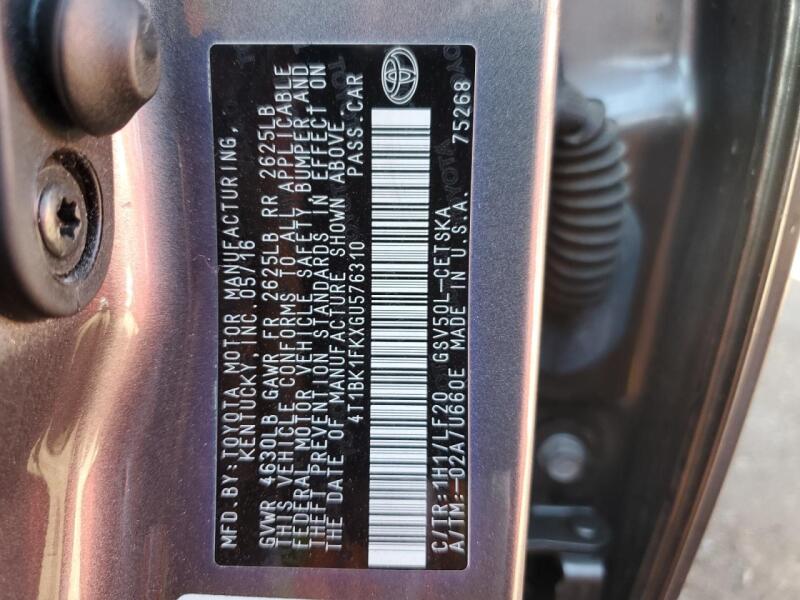 MFD.BY:TOYOTA MOTOR MANUFACTURING,
KENTUCKY,INC. 05/16
GVWR 4630LB GAWR FR 2625LB RR 2625LB
THIS VEHICLE CONFORMS TO ALL APPLICABLE
FEDERAL MOTOR VEHICLE SAFETY, BUMPER, AND
THEFT PREVENTION STANDARDS IN EFFECT ON
THE DATE OF MANUFACTURE SHOWN ABOVE.
4T1BK1FKXGU576310 PASS.CAR
C/TR:1H1/LF20 GSV50L-CETSKA
A/TM:-02A/U660E MADE IN U.S.A. 75268